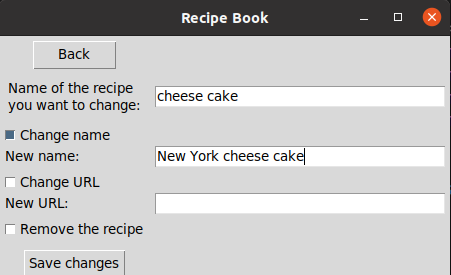 Recipe Book
Back
Name of the recipe
you want to change:
cheese cake
Change name
New name:
New York cheese cake
Change URL
New URL:
Remove the recipe
Save changes